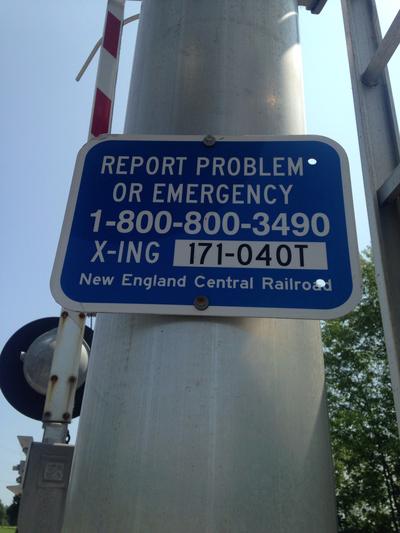 REPORT PROBLEM
OR EMERGENCY
1-800-800-3490
X-ING 171-040T
New England Central Railroad